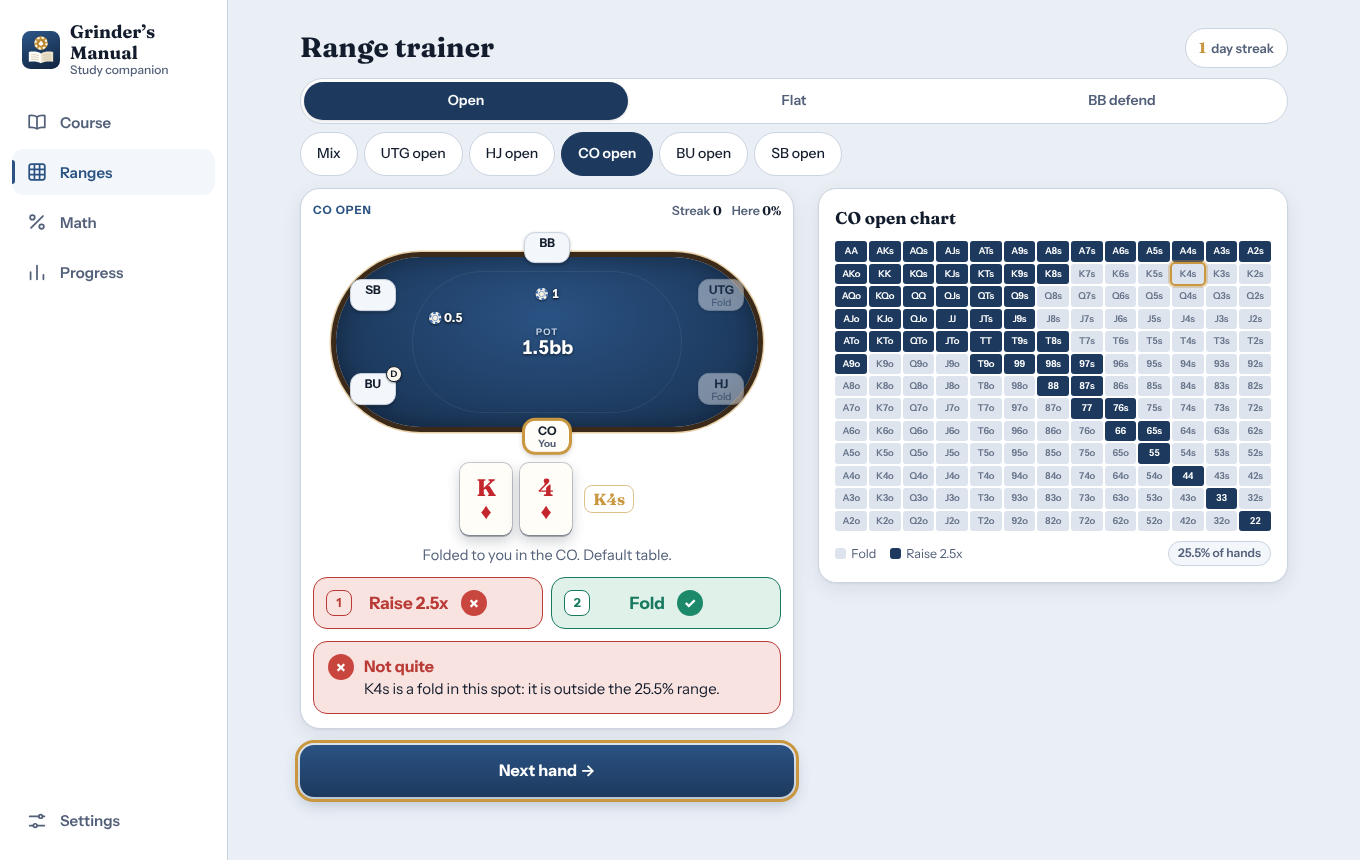 Grinder’s
Manual
Study companion
Course
Ranges
Math
Progress
Settings
Range trainer
1 day streak
Open Flat BB defend
Mix UTG open HJ open CO open BU open SB open
CO OPEN Streak 0 Here 0%
BB
SB
UTG
Fold
1
0.5
POT
1.5bb
BU
D
HJ
Fold
CO
You
K 4 K4s
Folded to you in the CO. Default table.
1 Raise 2.5x 2 Fold
Not quite
K4s is a fold in this spot: it is outside the 25.5% range.
Next hand →
CO open chart
AA AKs AQs AJs ATs A9s A8s A7s A6s A5s A4s A3s A2s
AKo KK KQs KJs KTs K9s K8s K7s K6s K5s K4s K3s K2s
AQo KQo QQ QJs QTs Q9s Q8s Q7s Q6s Q5s Q4s Q3s Q2s
AJo KJo QJo JJ JTs J9s J8s J7s J6s J5s J4s J3s J2s
ATo KTo QTo JTo TT T9s T8s T7s T6s T5s T4s T3s T2s
A9o K9o Q9o J9o T9o 99 98s 97s 96s 95s 94s 93s 92s
A8o K8o Q8o J8o T8o 98o 88 87s 86s 85s 84s 83s 82s
A7o K7o Q7o J7o T7o 97o 87o 77 76s 75s 74s 73s 72s
A6o K6o Q6o J6o T6o 96o 86o 76o 66 65s 64s 63s 62s
A5o K5o Q5o J5o T5o 95o 85o 75o 65o 55 54s 53s 52s
A4o K4o Q4o J4o T4o 94o 84o 74o 64o 54o 44 43s 42s
A3o K3o Q3o J3o T3o 93o 83o 73o 63o 53o 43o 33 32s
A2o K2o Q2o J2o T2o 92o 82o 72o 62o 52o 42o 32o 22
Fold Raise 2.5x 25.5% of hands